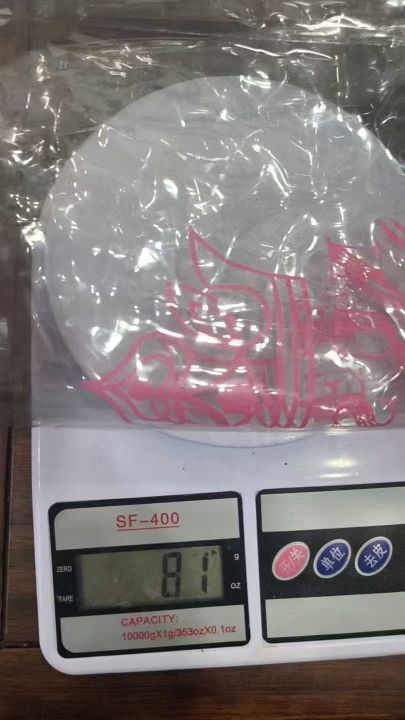 SF-400
ZERO
81
g
TARE
OZ
CAPACITY:
10000gX1g/353ozX0.1oz
开/关
单位
去皮